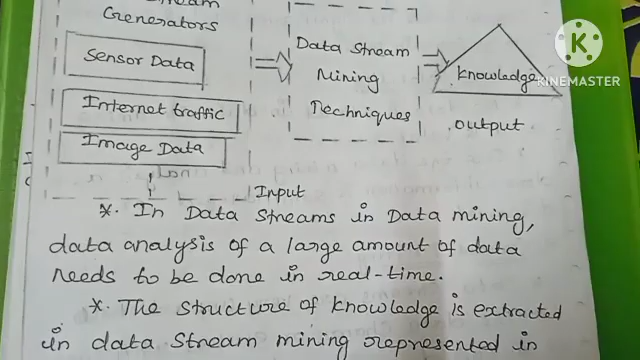 Generators
Sensor Data
Internet traffic
Image Data
Input
Data Stream
Mining
Techniques
Knowledge
output
K
KINEMASTER
*. In Data Streams in Data mining,
data analysis of a large amount of data
needs to be done in real-time.
*. The structure of knowledge is extracted
in data stream mining represented in